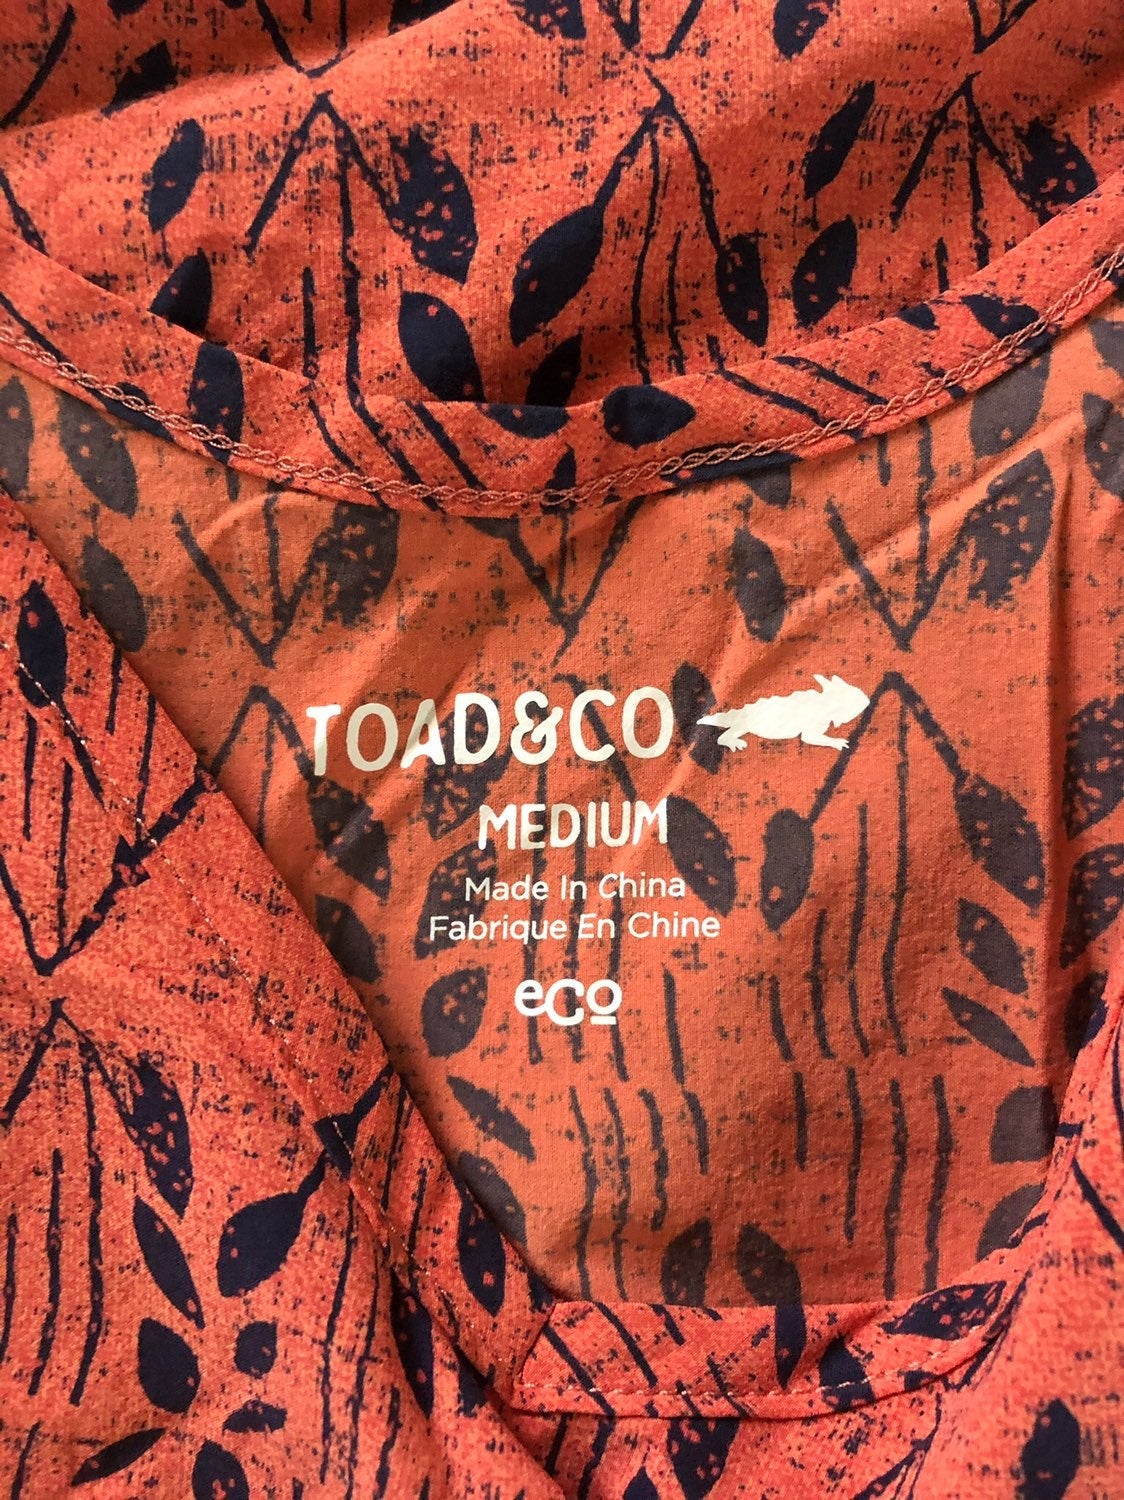 TOAD&CO
MEDIUM
Made In China
Fabrique En Chine
eco